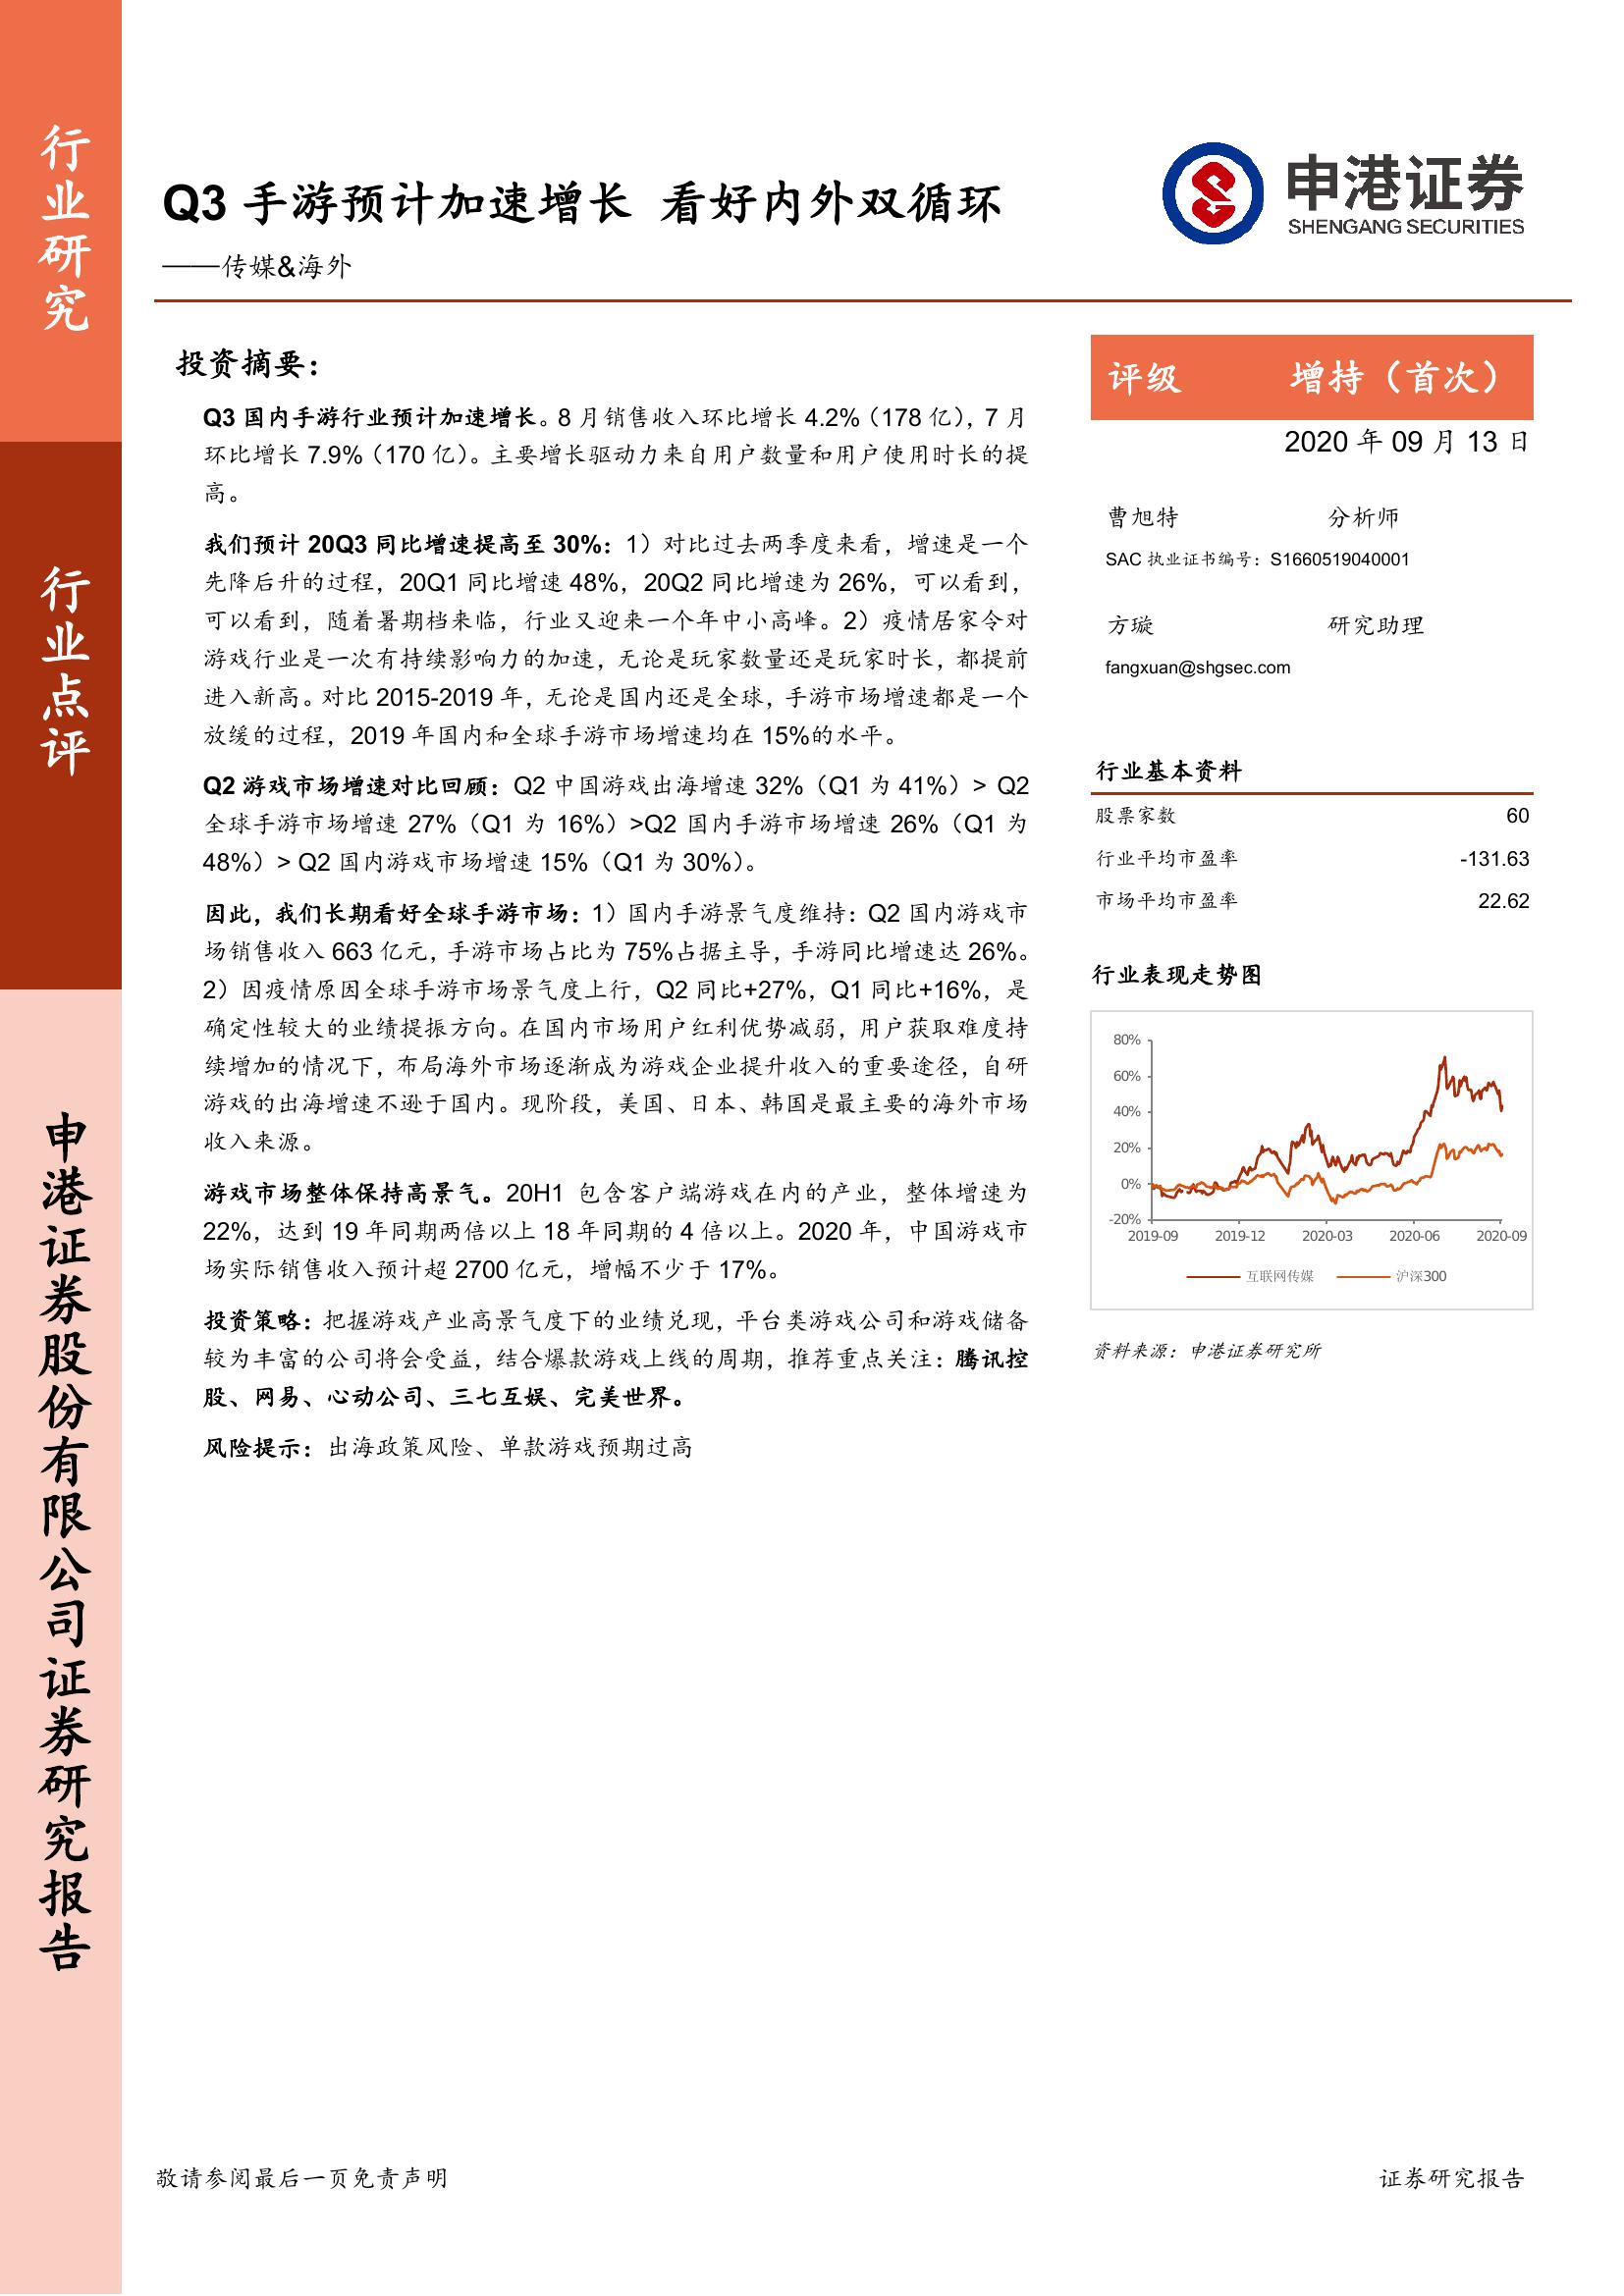 行业研究
行业点评
申港证券股份有限公司证券研究报告
Q3 手游预计加速增长 看好内外双循环
——传媒&海外
申港证券
SHENGANG SECURITIES
投资摘要：
Q3 国内手游行业预计加速增长。8 月销售收入环比增长 4.2%（178 亿），7 月
环比增长 7.9%（170 亿）。主要增长驱动力来自用户数量和用户使用时长的提
高。
我们预计 20Q3 同比增速提高至 30%：1）对比过去两季度来看，增速是一个
先降后升的过程，20Q1 同比增速 48%，20Q2 同比增速为 26%，可以看到，
可以看到，随着暑期档来临，行业又迎来一个年中小高峰。2）疫情居家令对
游戏行业是一次有持续影响力的加速，无论是玩家数量还是玩家时长，都提前
进入新高。对比 2015-2019 年，无论是国内还是全球，手游市场增速都是一个
放缓的过程，2019 年国内和全球手游市场增速均在 15%的水平。
Q2 游戏市场增速对比回顾：Q2 中国游戏出海增速 32%（Q1 为 41%）> Q2
全球手游市场增速 27%（Q1 为 16%）>Q2 国内手游市场增速 26%（Q1 为
48%）> Q2 国内游戏市场增速 15%（Q1 为 30%）。
因此，我们长期看好全球手游市场：1）国内手游景气度维持：Q2 国内游戏市
场销售收入 663 亿元，手游市场占比为 75%占据主导，手游同比增速达 26%。
2）因疫情原因全球手游市场景气度上行，Q2 同比+27%，Q1 同比+16%，是
确定性较大的业绩提振方向。在国内市场用户红利优势减弱，用户获取难度持
续增加的情况下，布局海外市场逐渐成为游戏企业提升收入的重要途径，自研
游戏的出海增速不逊于国内。现阶段，美国、日本、韩国是最主要的海外市场
收入来源。
游戏市场整体保持高景气。20H1 包含客户端游戏在内的产业，整体增速为
22%，达到 19 年同期两倍以上 18 年同期的 4 倍以上。2020 年，中国游戏市
场实际销售收入预计超 2700 亿元，增幅不少于 17%。
投资策略：把握游戏产业高景气度下的业绩兑现，平台类游戏公司和游戏储备
较为丰富的公司将会受益，结合爆款游戏上线的周期，推荐重点关注：腾讯控
股、网易、心动公司、三七互娱、完美世界。
风险提示：出海政策风险、单款游戏预期过高
评级 增持（首次）
2020 年 09 月 13 日
曹旭特 分析师
SAC 执业证书编号：S1660519040001
方璇 研究助理
fangxuan@shgsec.com
行业基本资料
股票家数 60
行业平均市盈率 -131.63
市场平均市盈率 22.62
行业表现走势图
80%
60%
40%
20%
0%
-20%
2019-09 2019-12 2020-03 2020-06 2020-09
互联网传媒 沪深300
资料来源：申港证券研究所
敬请参阅最后一页免责声明 证券研究报告